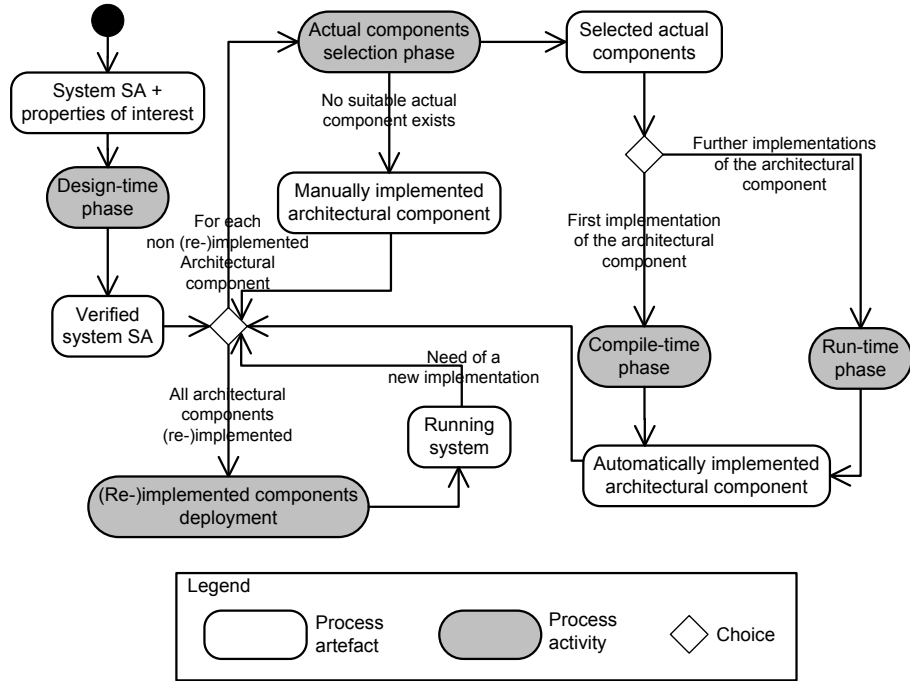 System SA +
properties of interest
Design-time
phase
Verified
system SA
For each
non (re-)implemented
Architectural
component
Actual components
selection phase
No suitable actual
component exists
Manually implemented
architectural component
Selected actual
components
Further implementations
of the architectural
component
First implementation
of the architectural
component
Compile-time
phase
Run-time
phase
Automatically implemented
architectural component
Need of a
new implementation
Running
system
All architectural
components
(re-)implemented
(Re-)implemented components
deployment
Legend
Process
artefact
Process
activity
Choice